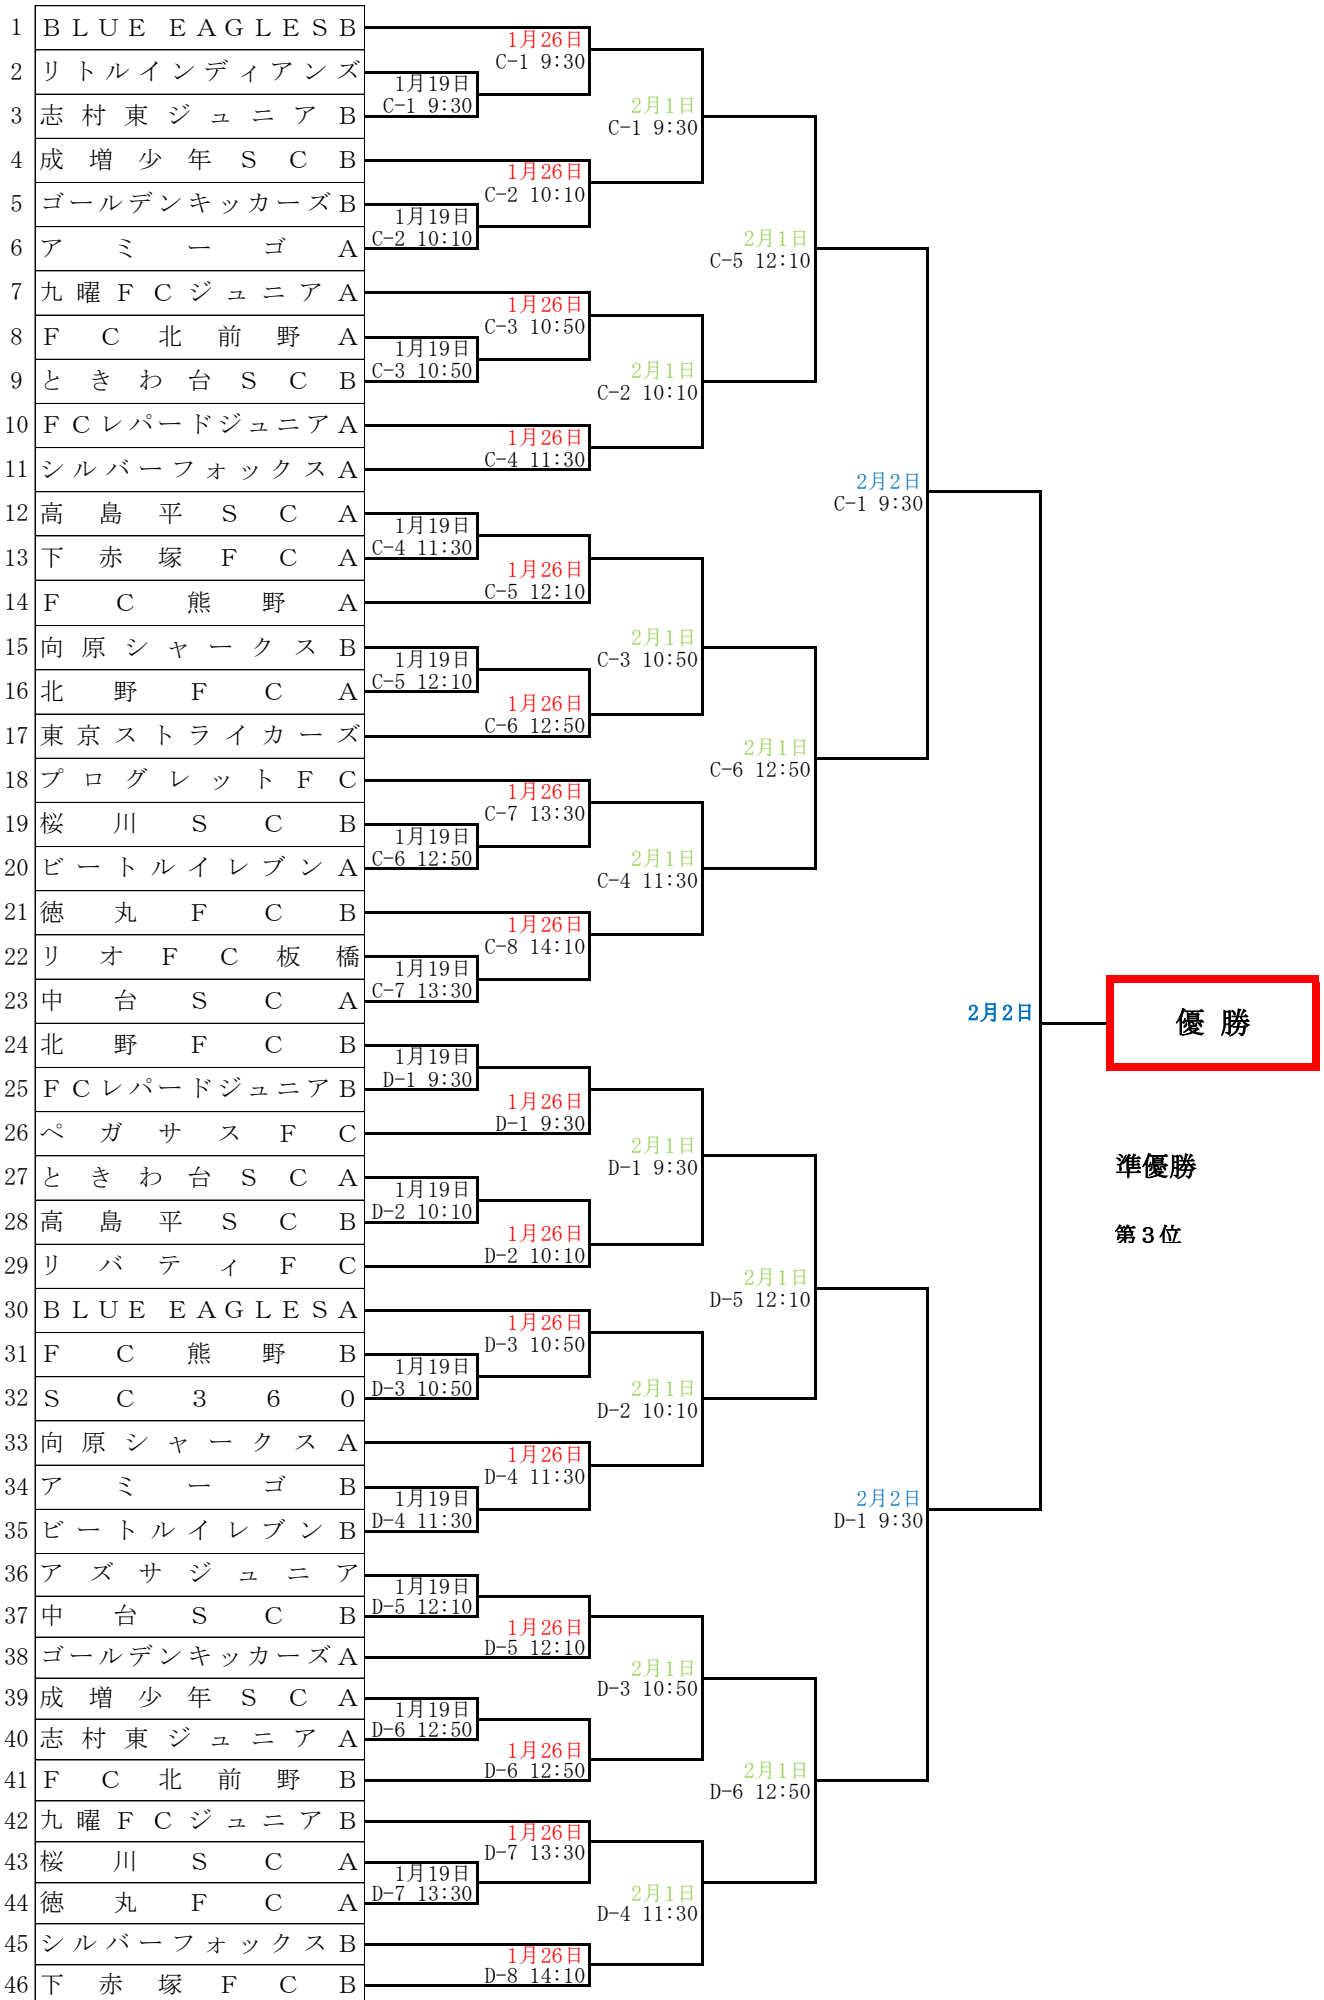 1 BLUE EAGLESB
2 リトルインディアンズ
3 志村東ジュニアB
4 成増少年SCB
5 ゴールデンキッカーズB
6 アミーゴA
7 九曜FCジュニアA
8 FC北前野A
9 ときわ台SCB
10 FCレパードジュニアA
11 シルバーフォックスA
12 高島平SCA
13 下赤塚FCA
14 FC熊野A
15 向原シャークスB
16 北野FCA
17 東京ストライカーズ
18 プログレットFC
19 桜川SCB
20 ビートルイレブンA
21 徳丸FCB
22 リオFC板橋
23 中台SCA
24 北野FCB
25 FCレパードジュニアB
26 ペガサスFC
27 ときわ台SCA
28 高島平SCB
29 リバティFC
30 BLUE EAGLESA
31 FC熊野B
32 SC360
33 向原シャークスA
34 アミーゴB
35 ビートルイレブンB
36 アズサジュニア
37 中台SCB
38 ゴールデンキッカーズA
39 成増少年SCA
40 志村東ジュニアA
41 FC北前野B
42 九曜FCジュニアB
43 桜川SCA
44 徳丸FCA
45 シルバーフォックスB
46 下赤塚FCB
1月19日
C-1 9:30
1月19日
C-2 10:10
1月19日
C-3 10:50
1月19日
C-4 11:30
1月19日
C-5 12:10
1月19日
C-6 12:50
1月19日
C-7 13:30
1月19日
D-1 9:30
1月19日
D-2 10:10
1月19日
D-3 10:50
1月19日
D-4 11:30
1月19日
D-5 12:10
1月19日
D-6 12:50
1月19日
D-7 13:30
1月26日
C-1 9:30
1月26日
C-2 10:10
1月26日
C-3 10:50
1月26日
C-4 11:30
1月26日
C-5 12:10
1月26日
C-6 12:50
1月26日
C-7 13:30
1月26日
C-8 14:10
1月26日
D-1 9:30
1月26日
D-2 10:10
1月26日
D-3 10:50
1月26日
D-4 11:30
1月26日
D-5 12:10
1月26日
D-6 12:50
1月26日
D-7 13:30
1月26日
D-8 14:10
2月1日
C-1 9:30
2月1日
C-2 10:10
2月1日
C-3 10:50
2月1日
C-4 11:30
2月1日
D-1 9:30
2月1日
D-2 10:10
2月1日
D-3 10:50
2月1日
D-4 11:30
2月1日
C-5 12:10
2月1日
C-6 12:50
2月1日
D-5 12:10
2月1日
D-6 12:50
2月2日
C-1 9:30
2月2日
D-1 9:30
2月2日
優 勝
準優勝
第3位